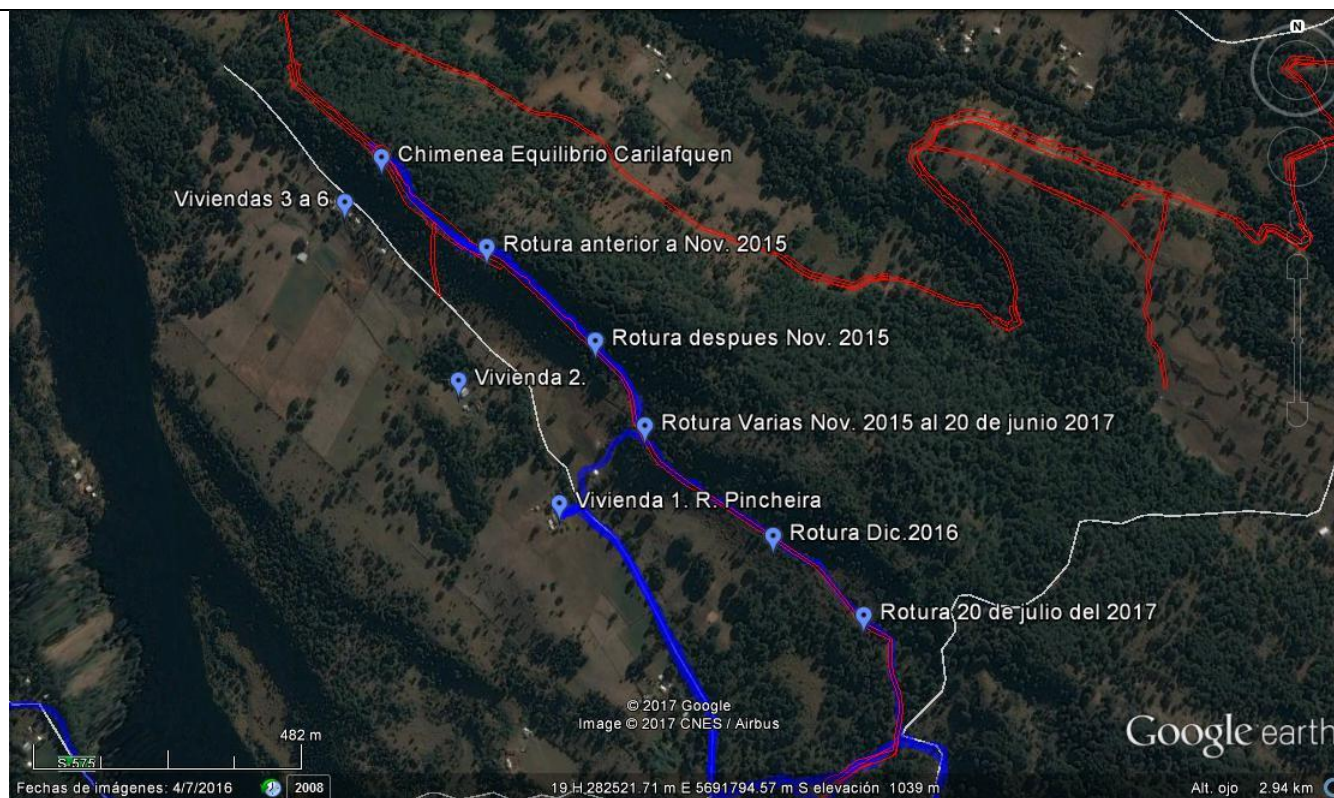 N
Chimenea Equilibrio Carilafquen
Viviendas 3 a 6
Rotura anterior a Nov. 2015
Rotura despues Nov. 2015
Vivienda 2.
Rotura Varias Nov. 2015 al 20 de junio 2017
Vivienda 1. R. Pincheira
Rotura Dic.2016
Rotura 20 de julio del 2017
© 2017 Google
Image © 2017 CNES / Airbus
Google earth
482 m
S-575
Fechas de imágenes: 4/7/2016 2008 19 H 282521.71 m E 5691794.57 m S elevación 1039 m Alt. ojo 2.94 km